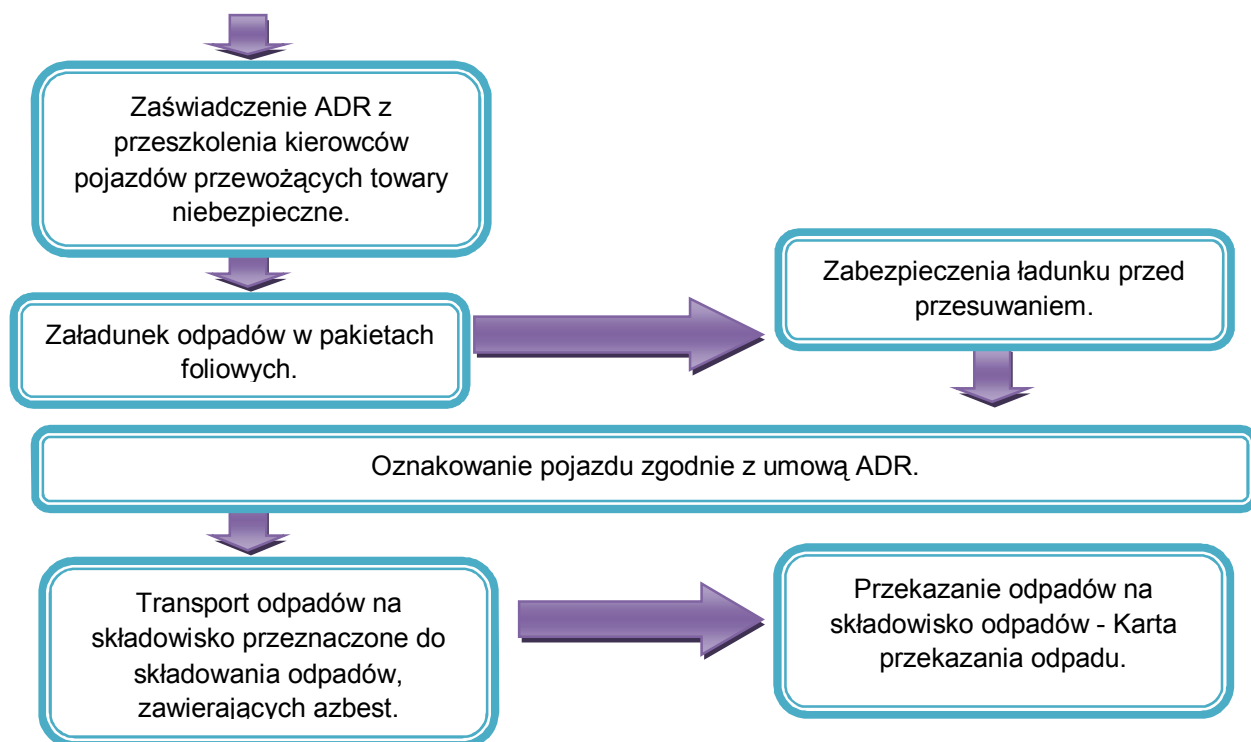 Zaświadczenie ADR z
przeszkolenia kierowców
pojazdów przewożących towary
niebezpieczne.
Załadunek odpadów w pakietach
foliowych.
Zabezpieczenia ładunku przed
przesuwaniem.
Oznakowanie pojazdu zgodnie z umową ADR.
Transport odpadów na
składowisko przeznaczone do
składowania odpadów,
zawierających azbest.
Przekazanie odpadów na
składowisko odpadów - Karta
przekazania odpadu.